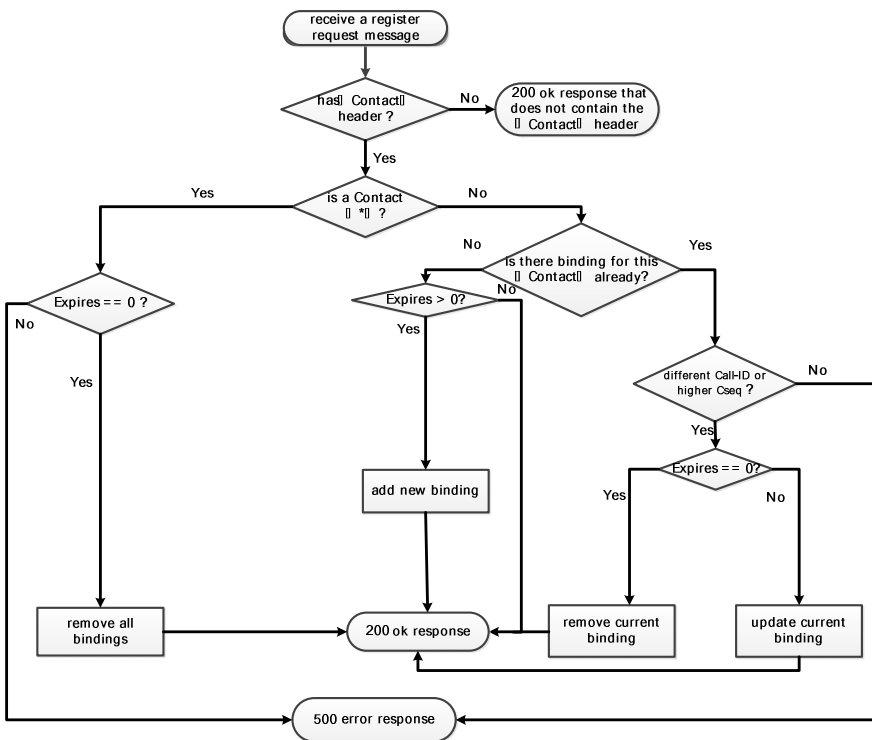 receive a register
request message
has▯ Contact▯
header ?
No
200 ok response that
does not contain the
▯ Contact▯ header
Yes
is a Contact
▯ *▯ ?
Yes
No
is there binding for this
▯ Contact▯ already?
No
Yes
Expires == 0 ?
No
Yes
Expires > 0?
No
Yes
different Call-ID or
higher Cseq ?
No
Yes
Expires == 0?
Yes
No
add new binding
remove all
bindings
200 ok response
remove current
binding
update current
binding
500 error response